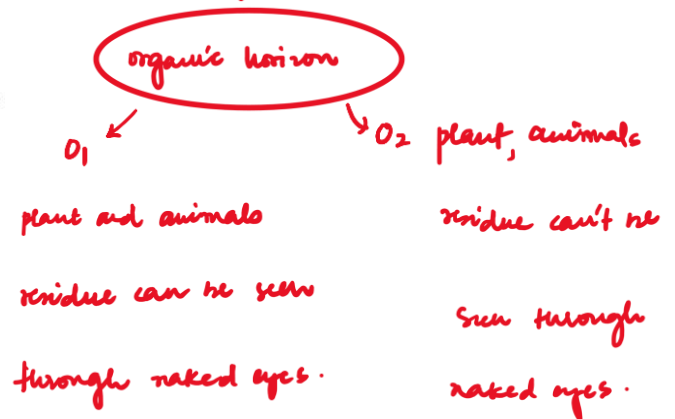 organic horizon
O1
plant and animals
residue can be seen
through naked eyes.
O2 plant, animals
residue can't be
seen through
naked eyes.